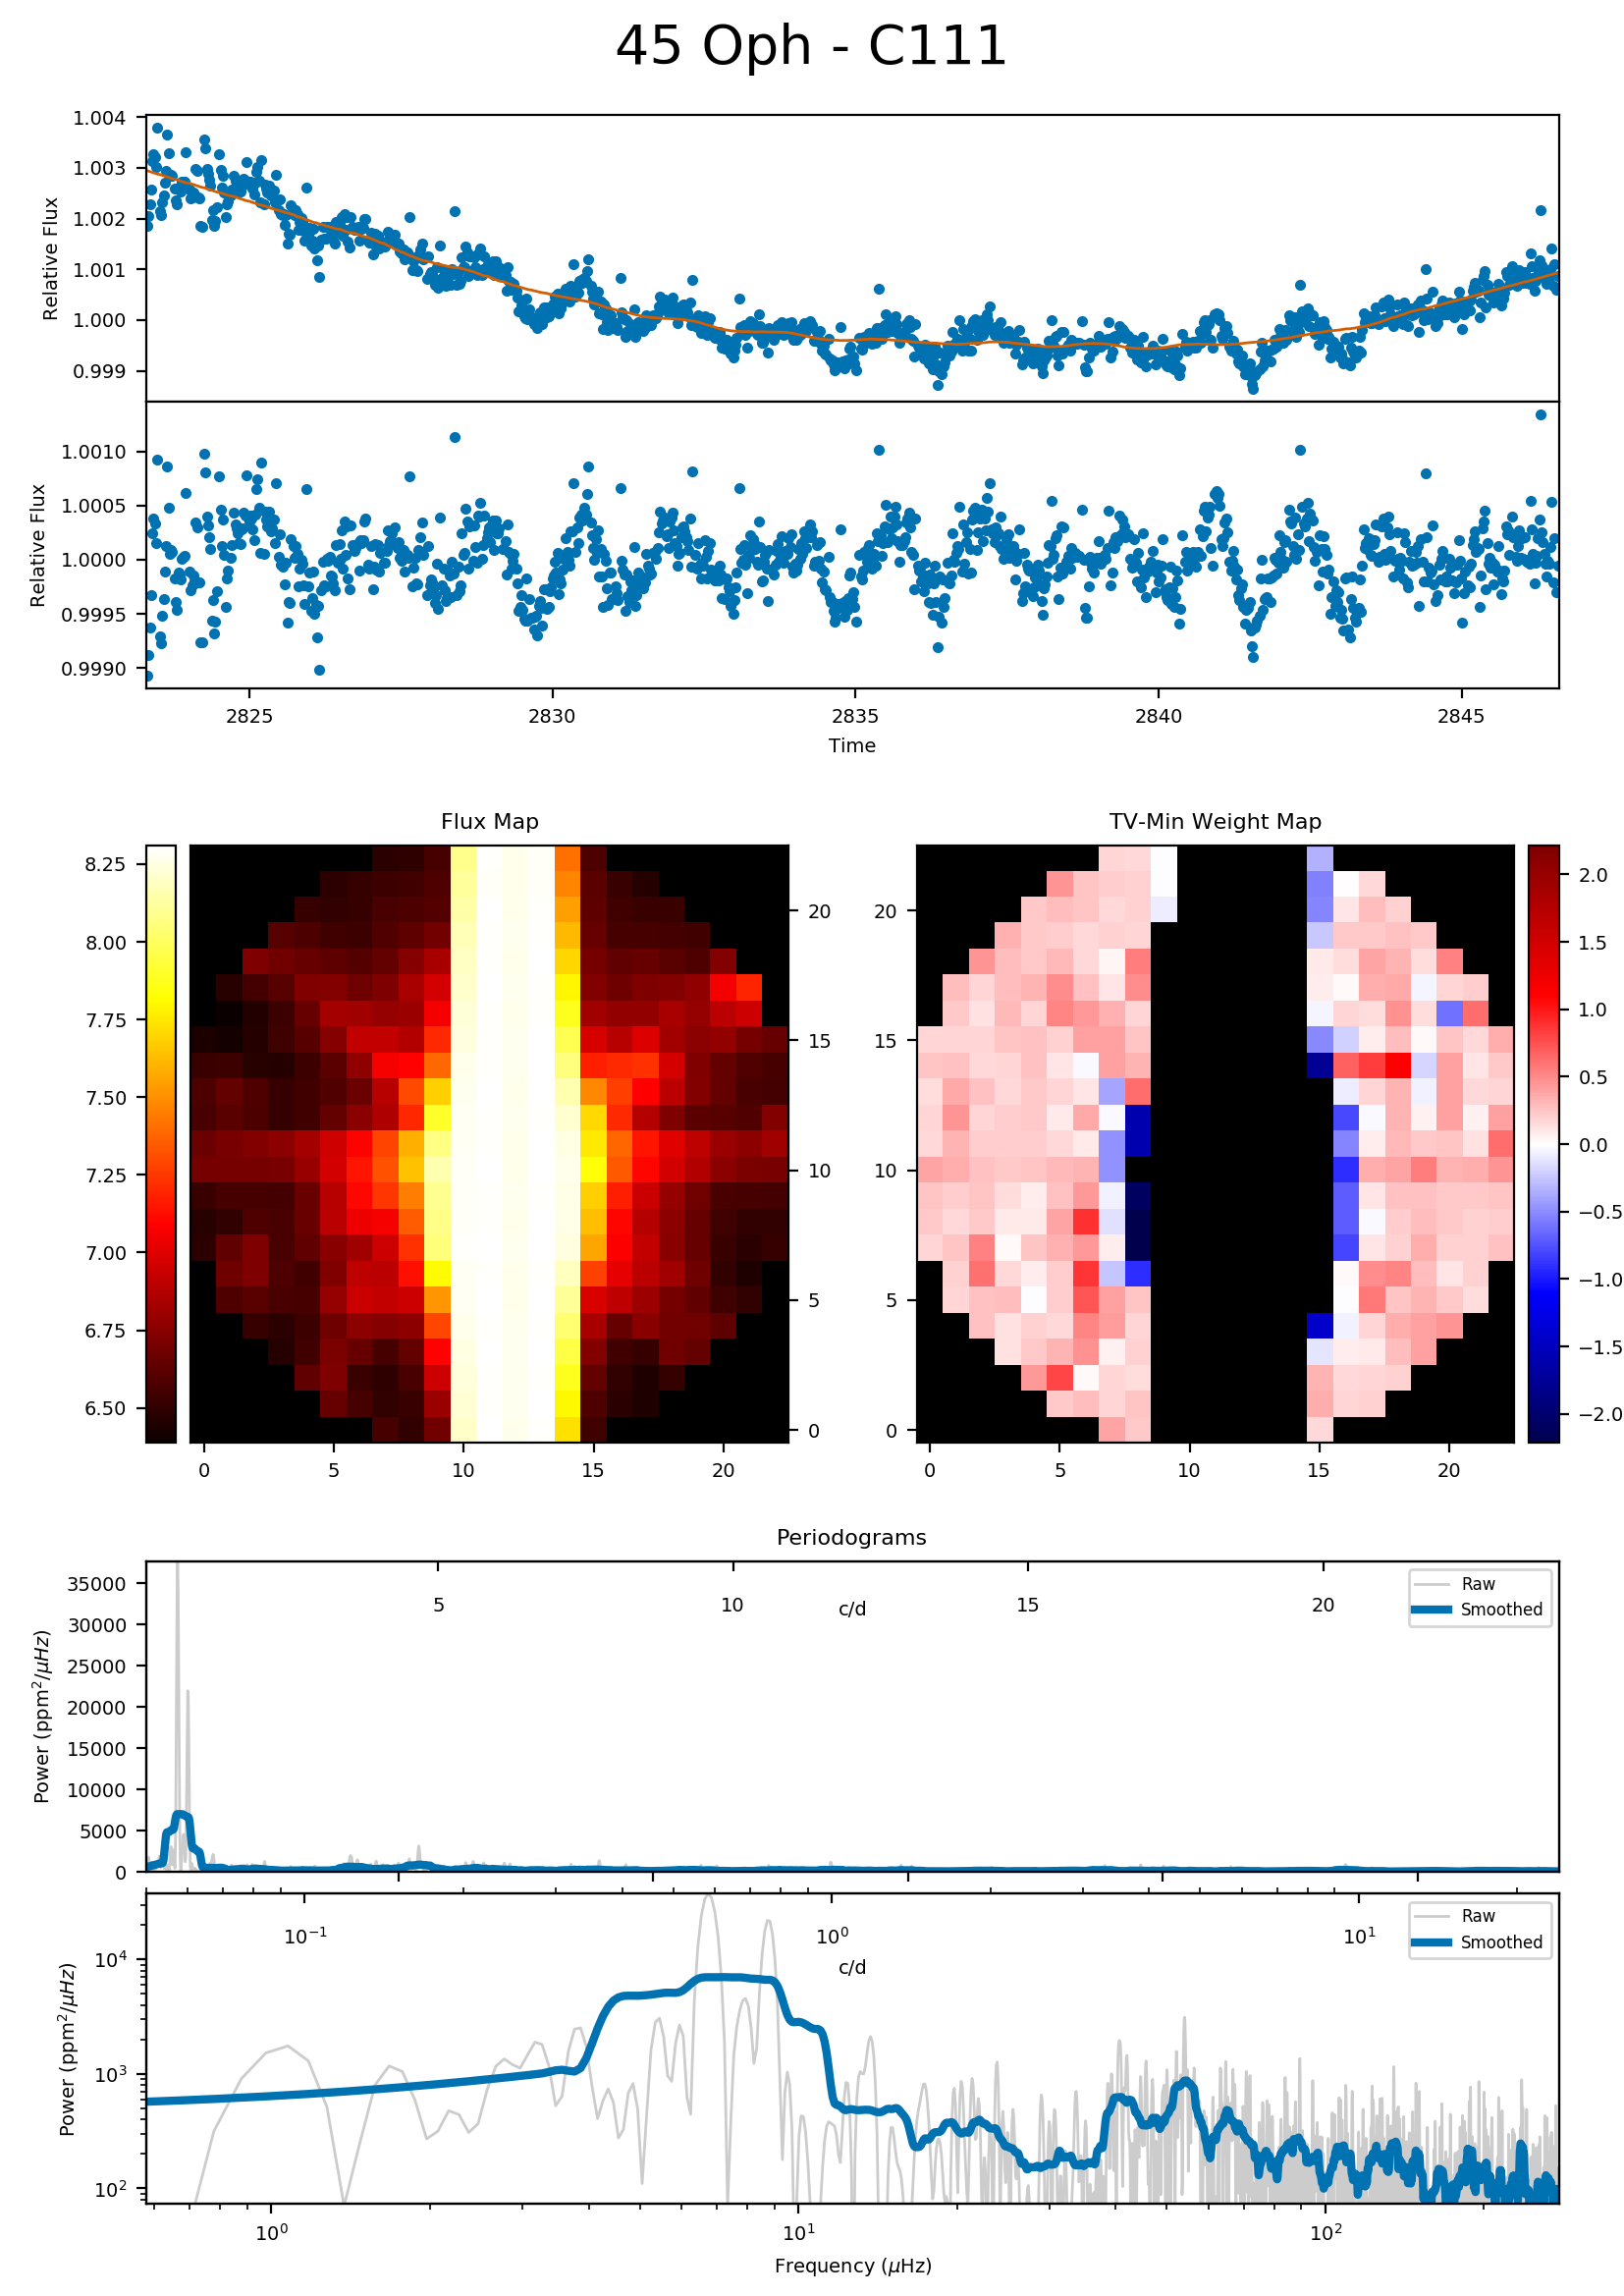 45 Oph - C111
1.004
1.003
1.002
1.001
1.000
0.999
Relative Flux
1.0010
1.0005
1.0000
0.9995
0.9990
Relative Flux
2825 2830 2835 2840 2845
Time
Flux Map
8.25
8.00
7.75
7.50
7.25
7.00
6.75
6.50
20
15
10
5
0
0 5 10 15 20
TV-Min Weight Map
20
15
10
5
0
0 5 10 15 20
2.0
1.5
1.0
0.5
0.0
−0.5
−1.0
−1.5
−2.0
Periodograms
35000
30000
25000
20000
15000
10000
5000
0
Power (ppm²/μHz)
5 10 15 20
c/d
Raw
Smoothed
10⁴
10³
10²
Power (ppm²/μHz)
10⁻¹ 10⁰ 10¹
c/d
Raw
Smoothed
10⁰ 10¹ 10²
Frequency (μHz)